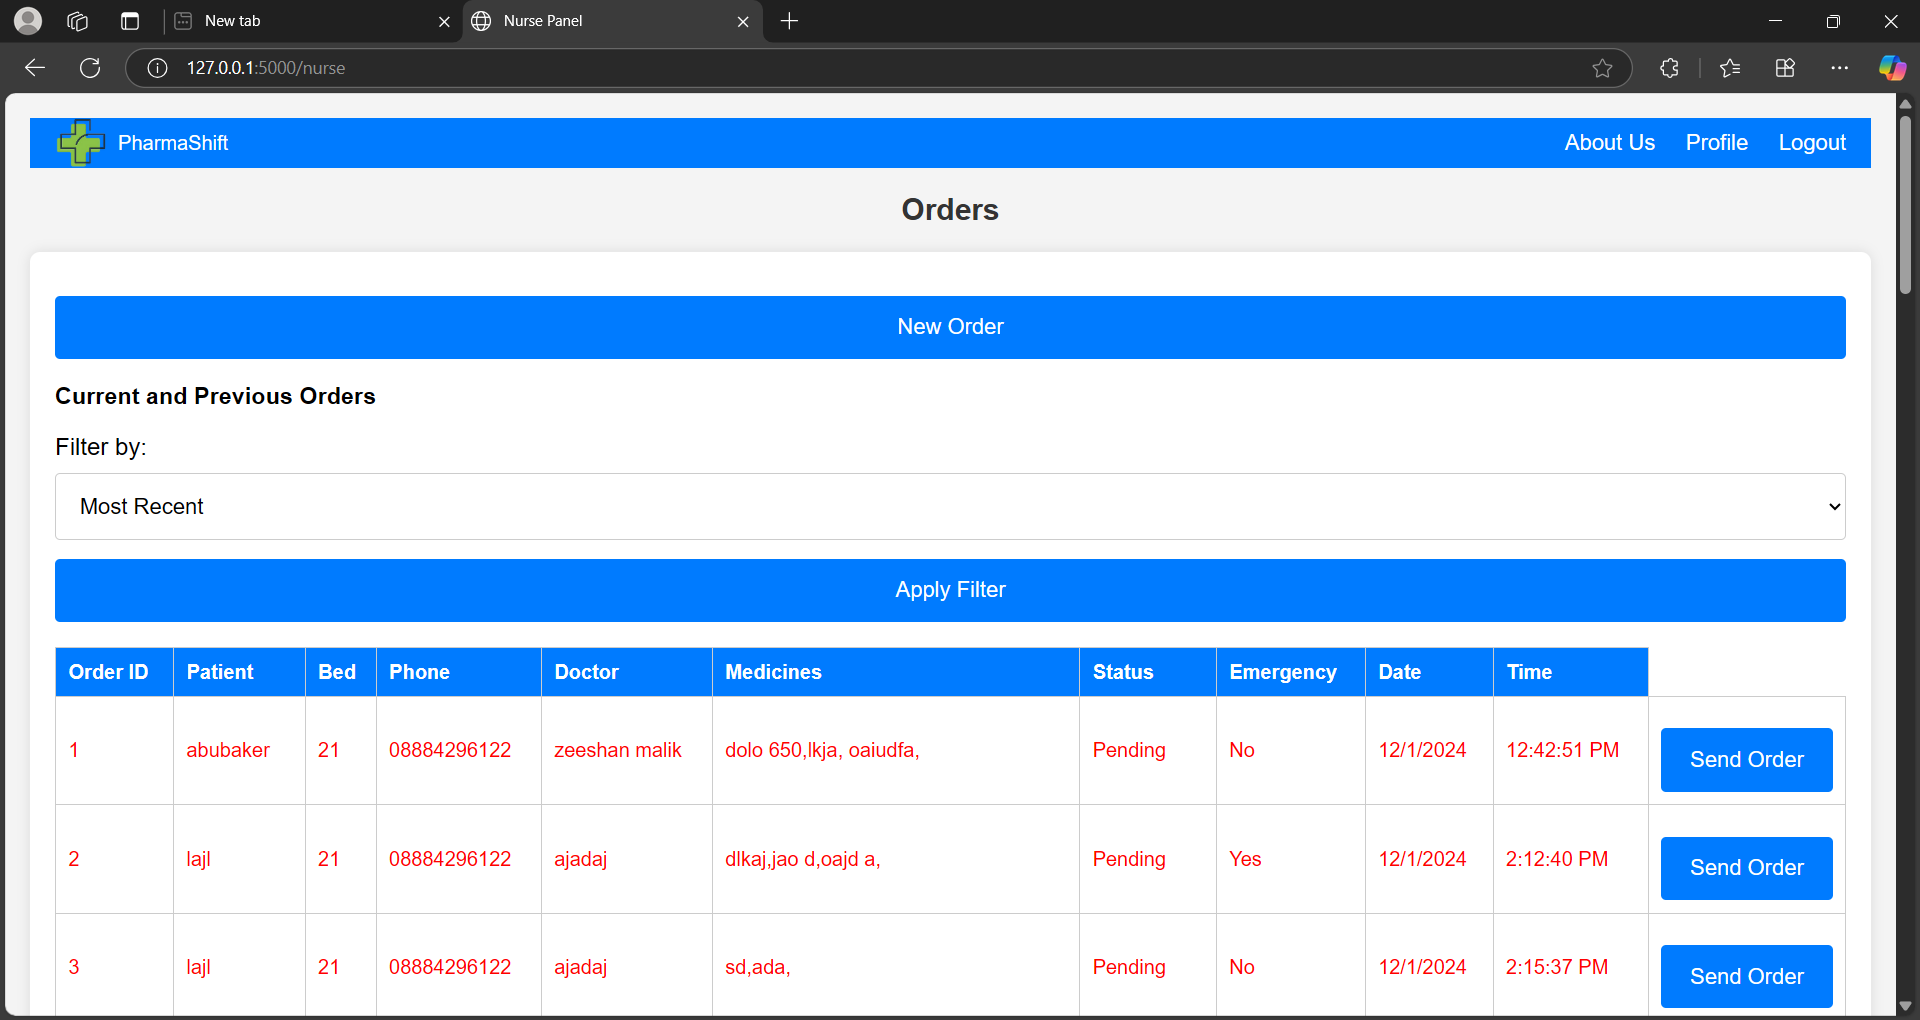 New tab
Nurse Panel
127.0.0.1:5000/nurse
PharmaShift
About Us Profile Logout
Orders
New Order
Current and Previous Orders
Filter by:
Most Recent
Apply Filter
Order ID Patient Bed Phone Doctor Medicines Status Emergency Date Time
1 abubaker 21 08884296122 zeeshan malik dolo 650,lkja, oaiudfa, Pending No 12/1/2024 12:42:51 PM Send Order
2 lajl 21 08884296122 ajadaj dlkaj,jao d,oajd a, Pending Yes 12/1/2024 2:12:40 PM Send Order
3 lajl 21 08884296122 ajadaj sd,ada, Pending No 12/1/2024 2:15:37 PM Send Order